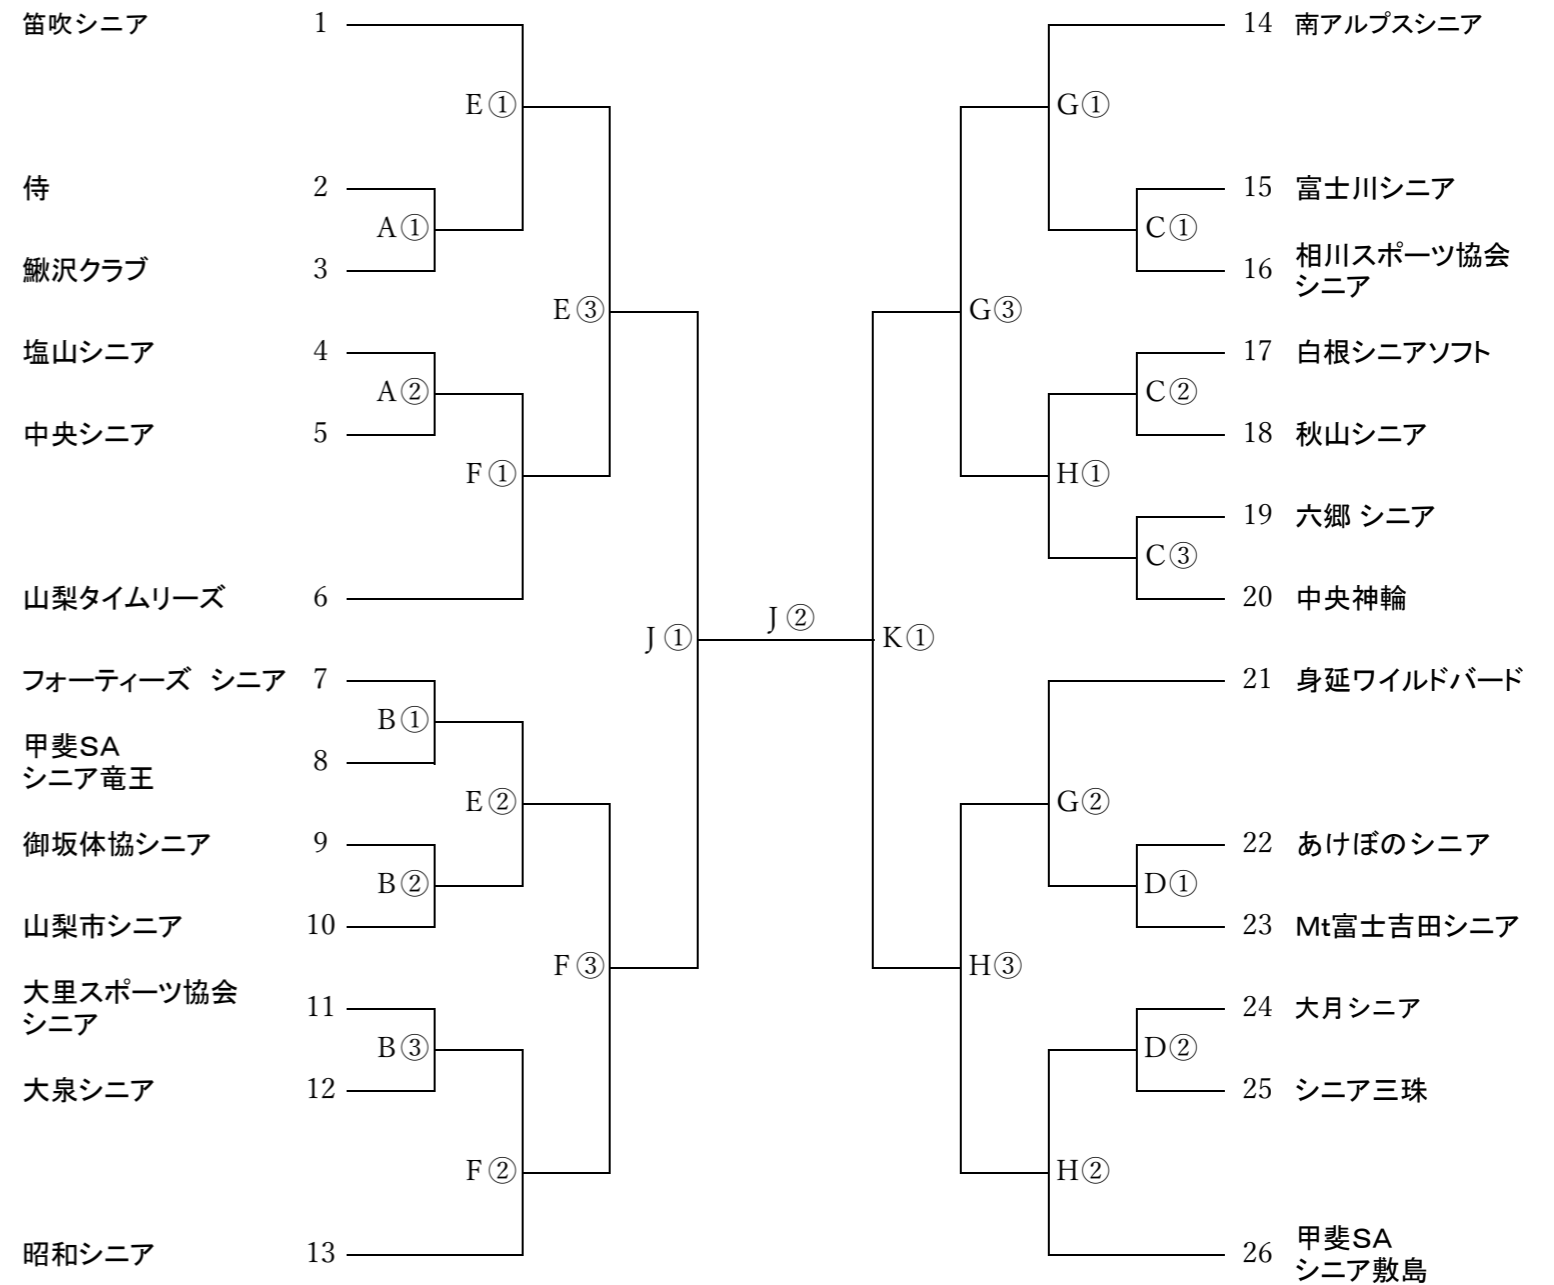 笛吹シニア 1
E①
侍 2
A①
鰍沢クラブ 3
E③
塩山シニア 4
A②
中央シニア 5
F①
山梨タイムリーズ 6
J①
J②
フォーティーズ　シニア 7
B①
甲斐SA
シニア竜王
8
E②
御坂体協シニア 9
B②
山梨市シニア 10
F③
大里スポーツ協会
シニア
11
B③
大泉シニア 12
F②
昭和シニア 13
14 南アルプスシニア
G①
15 富士川シニア
C①
16
相川スポーツ協会
シニア
G③
17 白根シニアソフト
C②
18 秋山シニア
H①
19 六郷 シニア
C③
20 中央神輪
K①
21 身延ワイルドバード
G②
22 あけぼのシニア
D①
23 Mt富士吉田シニア
H③
24 大月シニア
D②
25 シニア三珠
H②
26
甲斐SA
シニア敷島